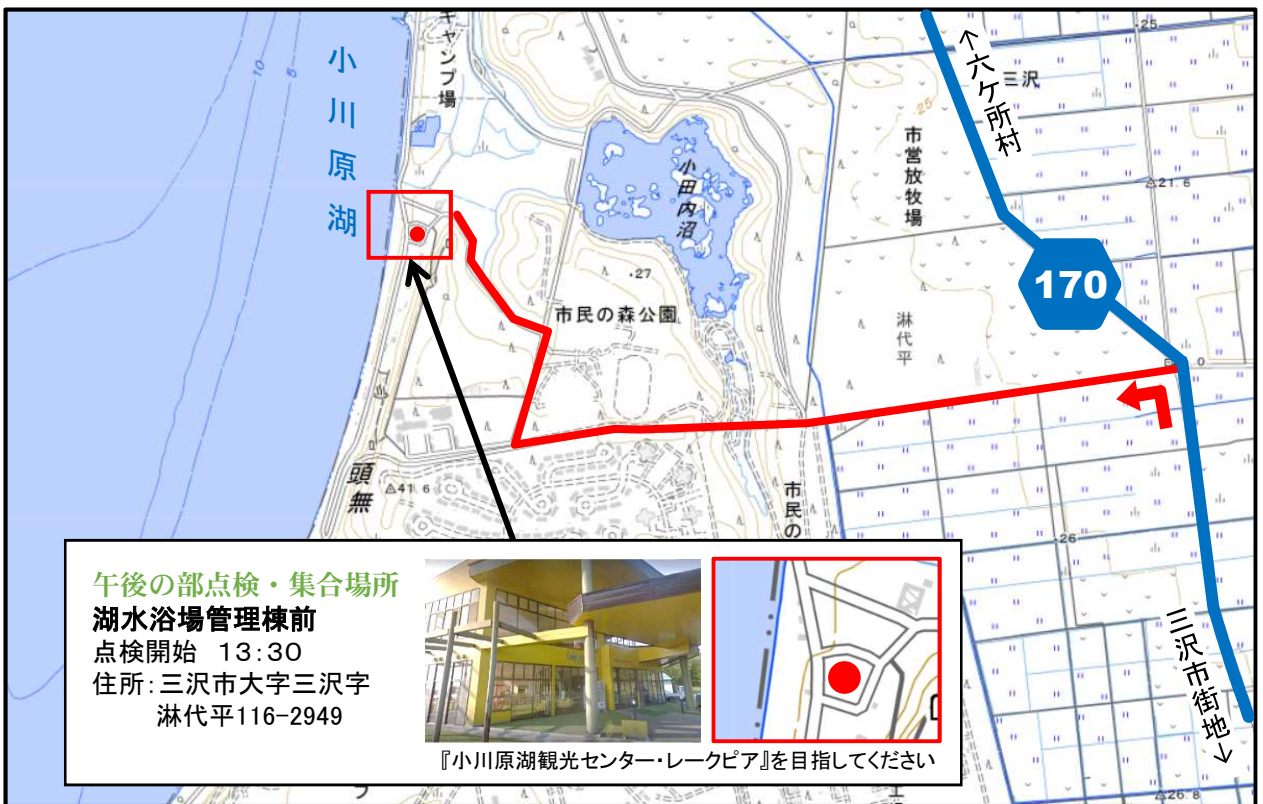 キャンプ場
小川原湖
10
5
小田内沼
市民の森公園
・27
市営放牧場
25
三沢
・25
↑六ケ所村
△21.6
170
淋代平
0
頭無
△41.6
市民の
・26
三沢市街地↓
△26.8
午後の部点検・集合場所
湖水浴場管理棟前
点検開始 13:30
住所:三沢市大字三沢字
淋代平116-2949
『小川原湖観光センター・レークピア』を目指してください